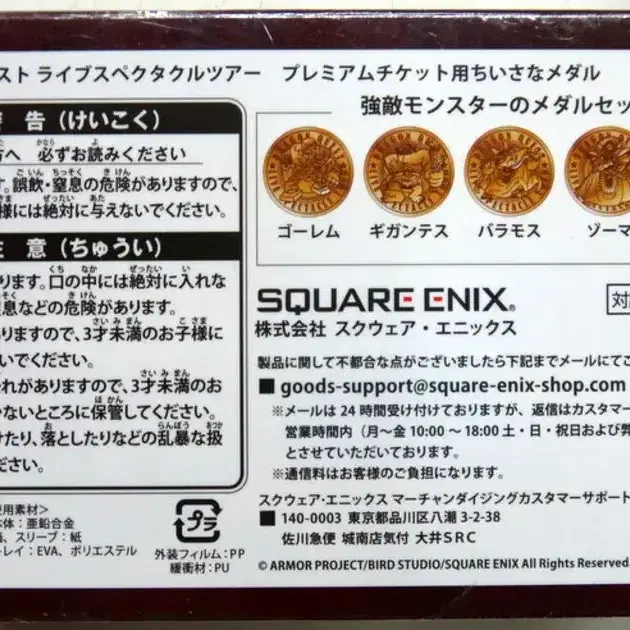 スト ライブスペクタクルツアー　プレミアムチケット用ちいさなメダル
強敵モンスターのメダルセッ
告（けいこく）
方へ 必ずお読みください
す。誤飲・窒息の危険がありますので、
様には絶対に与えないでください。
意（ちゅうい）
ります。口の中には絶対に入れな
息などの危険があります。
ありますので、3才未満のお子様に
いでください。
それがありますので、3才未満のお
ないところに保管してください。
けたり、落としたりなどの乱暴な扱
ださい。
使用素材＞
本体：亜鉛合金
、スリーブ：紙
レイ：EVA、ポリエステル
プラ
外装フィルム：PP
緩衝材：PU
ゴーレム
ギガンテス
バラモス
ゾーマ
SQUARE ENIX®
株式会社 スクウェア・エニックス
対
製品に関して不都合な点がございましたら下記までメールにてご
■ goods-support@square-enix-shop.com
※メールは 24 時間受け付けておりますが、返信はカスタマー
営業時間内（月～金 10:00 ～ 18:00 土・日・祝日および弊
とさせていただいております。
※通信料はお客様のご負担になります。
スクウェア・エニックス マーチャンダイジングカスタマーサポート
■ 140-0003 東京都品川区八潮 3-2-38
佐川急便 城南店気付 大井ＳＲＣ
© ARMOR PROJECT/BIRD STUDIO/SQUARE ENIX All Rights Reserved.